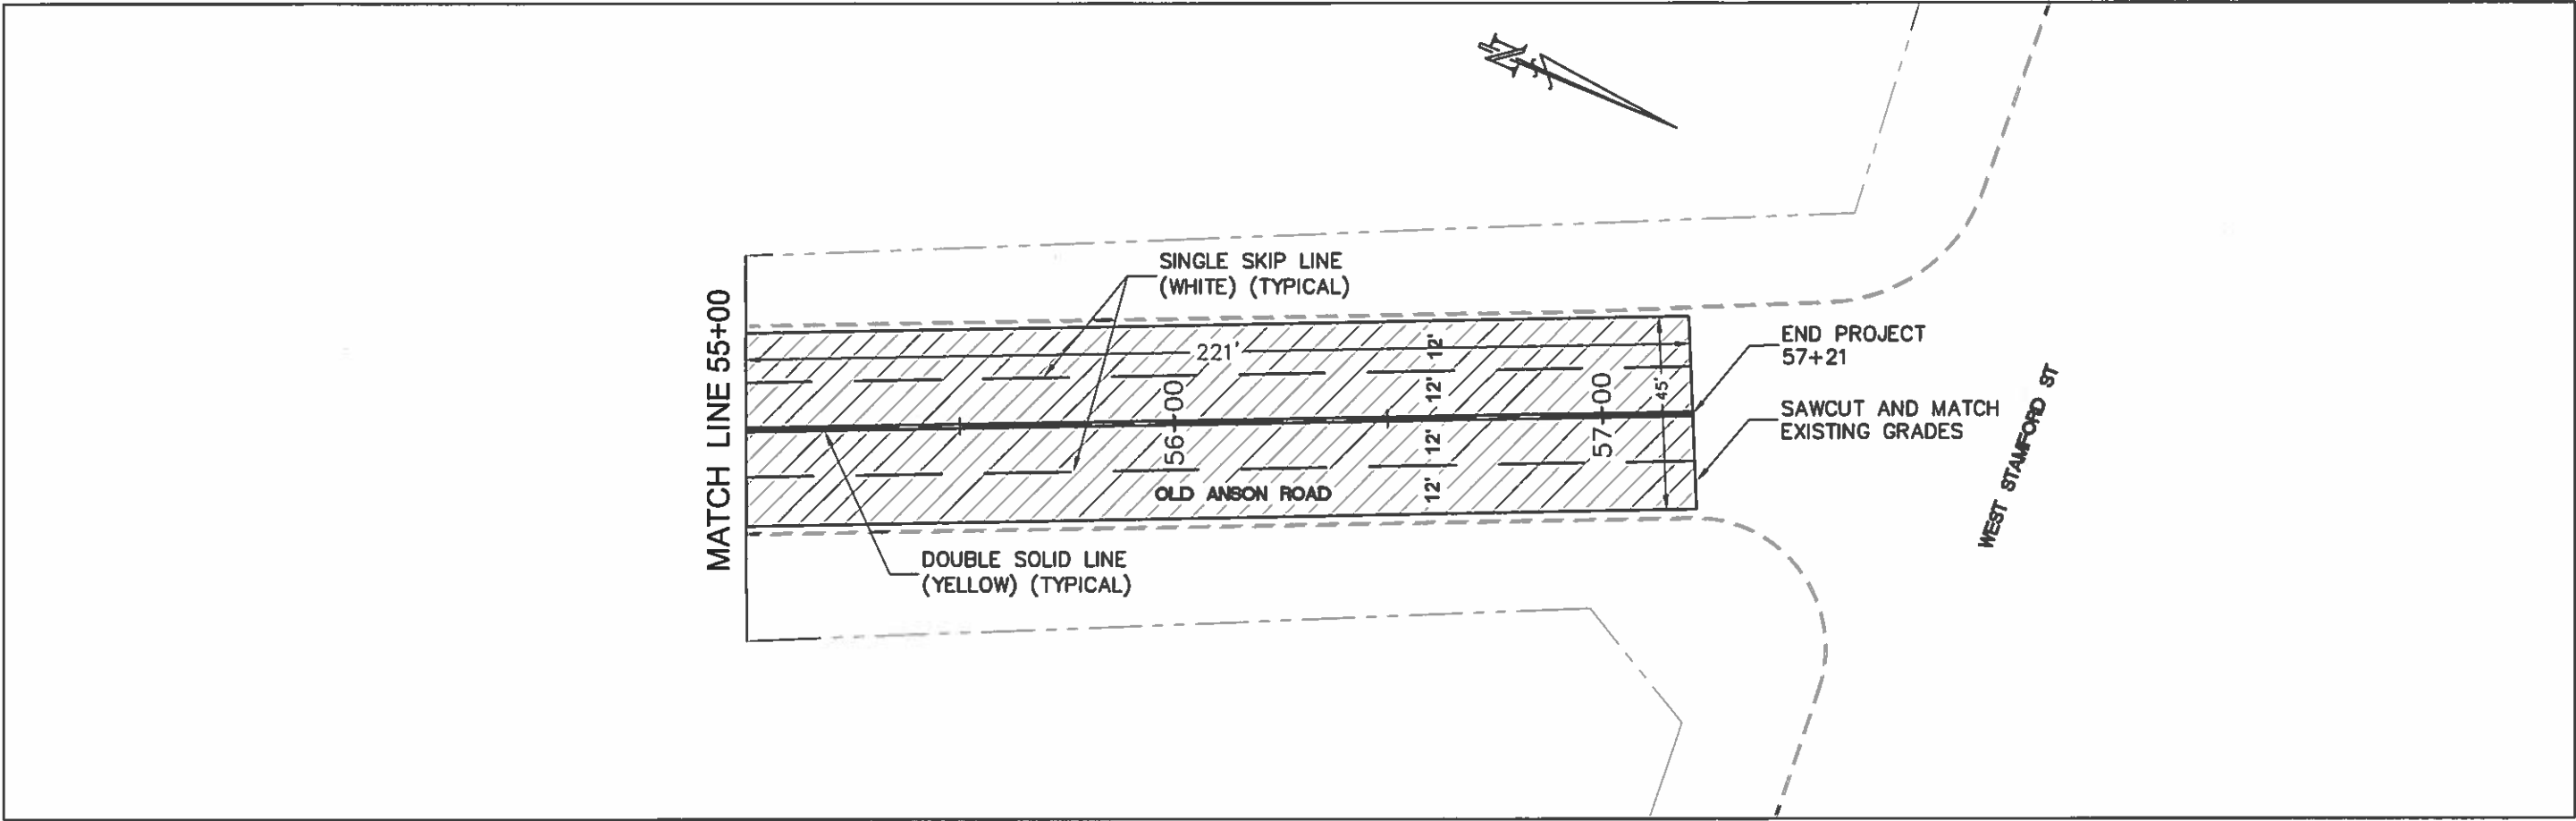 N
SINGLE SKIP LINE
(WHITE) (TYPICAL)
MATCH LINE 55+00
221'
12'
12'
12'
12'
56+00
57+00
45'
END PROJECT
57+21
SAWCUT AND MATCH
EXISTING GRADES
WEST STAMFORD ST
OLD ANSON ROAD
DOUBLE SOLID LINE
(YELLOW) (TYPICAL)